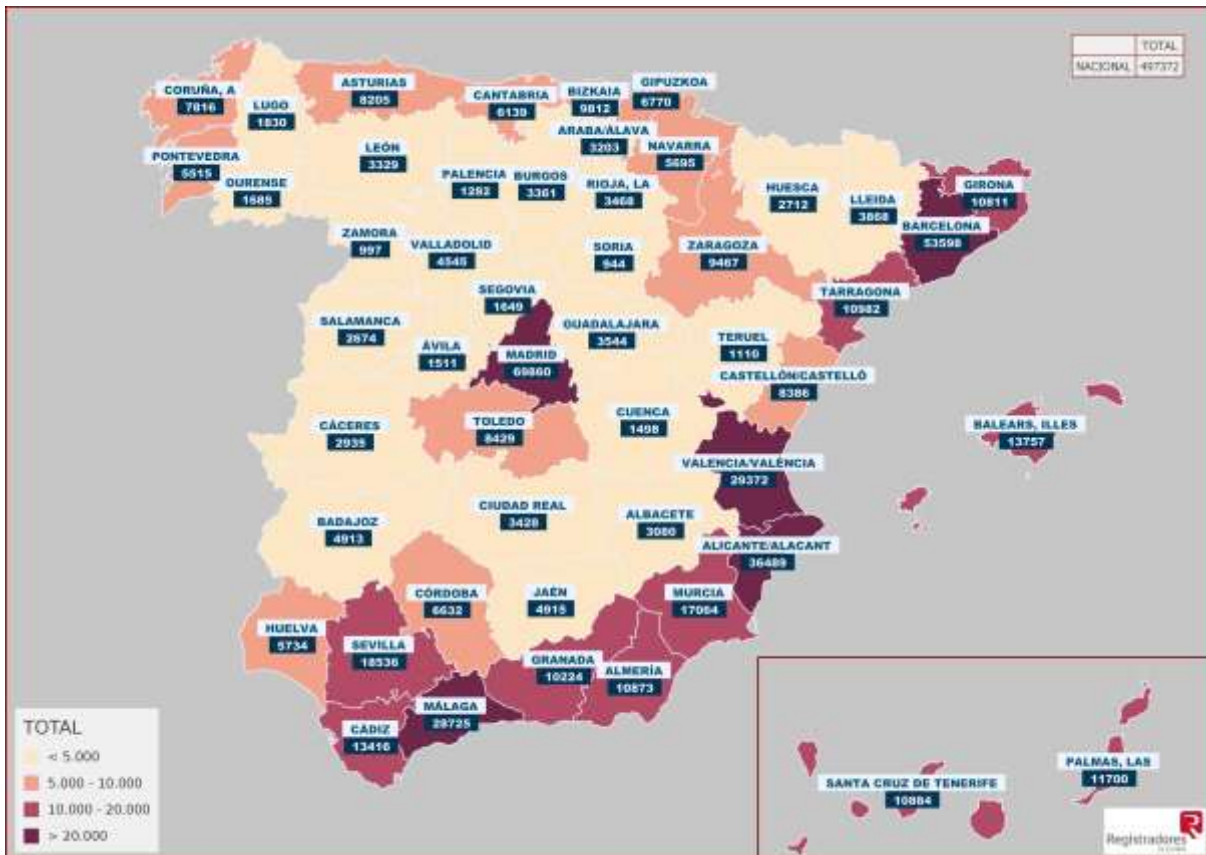 TOTAL
NACIONAL 497372
CORUÑA, A
7816
LUGO
1830
ASTURIAS
8205
CANTABRIA
6139
BIZKAIA
9812
GIPUZKOA
6770
ARABA/ÁLAVA
3203
NAVARRA
5695
PONTEVEDRA
5515
OURENSE
1685
LEÓN
3329
PALENCIA
1292
BURGOS
3361
RIOJA, LA
3468
HUESCA
2712
LLEIDA
3868
GIRONA
10811
BARCELONA
53598
ZAMORA
997
VALLADOLID
4545
SORIA
944
ZARAGOZA
9467
TARRAGONA
10982
SEGOVIA
1649
SALAMANCA
2674
ÁVILA
1511
MADRID
69860
GUADALAJARA
3544
TERUEL
1110
CASTELLÓN/CASTELLÓ
8386
CÁCERES
2935
TOLEDO
8429
CUENCA
1498
VALENCIA/VALÈNCIA
29372
BALEARS, ILLES
13757
BADAJOZ
4913
CIUDAD REAL
3428
ALBACETE
3080
ALICANTE/ALACANT
36489
CÓRDOBA
6632
JAÉN
4915
MURCIA
17064
HUELVA
5734
SEVILLA
18536
GRANADA
10224
ALMERÍA
10873
MÁLAGA
28725
CÁDIZ
13416
SANTA CRUZ DE TENERIFE
10884
PALMAS, LAS
11700
TOTAL
< 5.000
5.000 - 10.000
10.000 - 20.000
> 20.000
Registradores